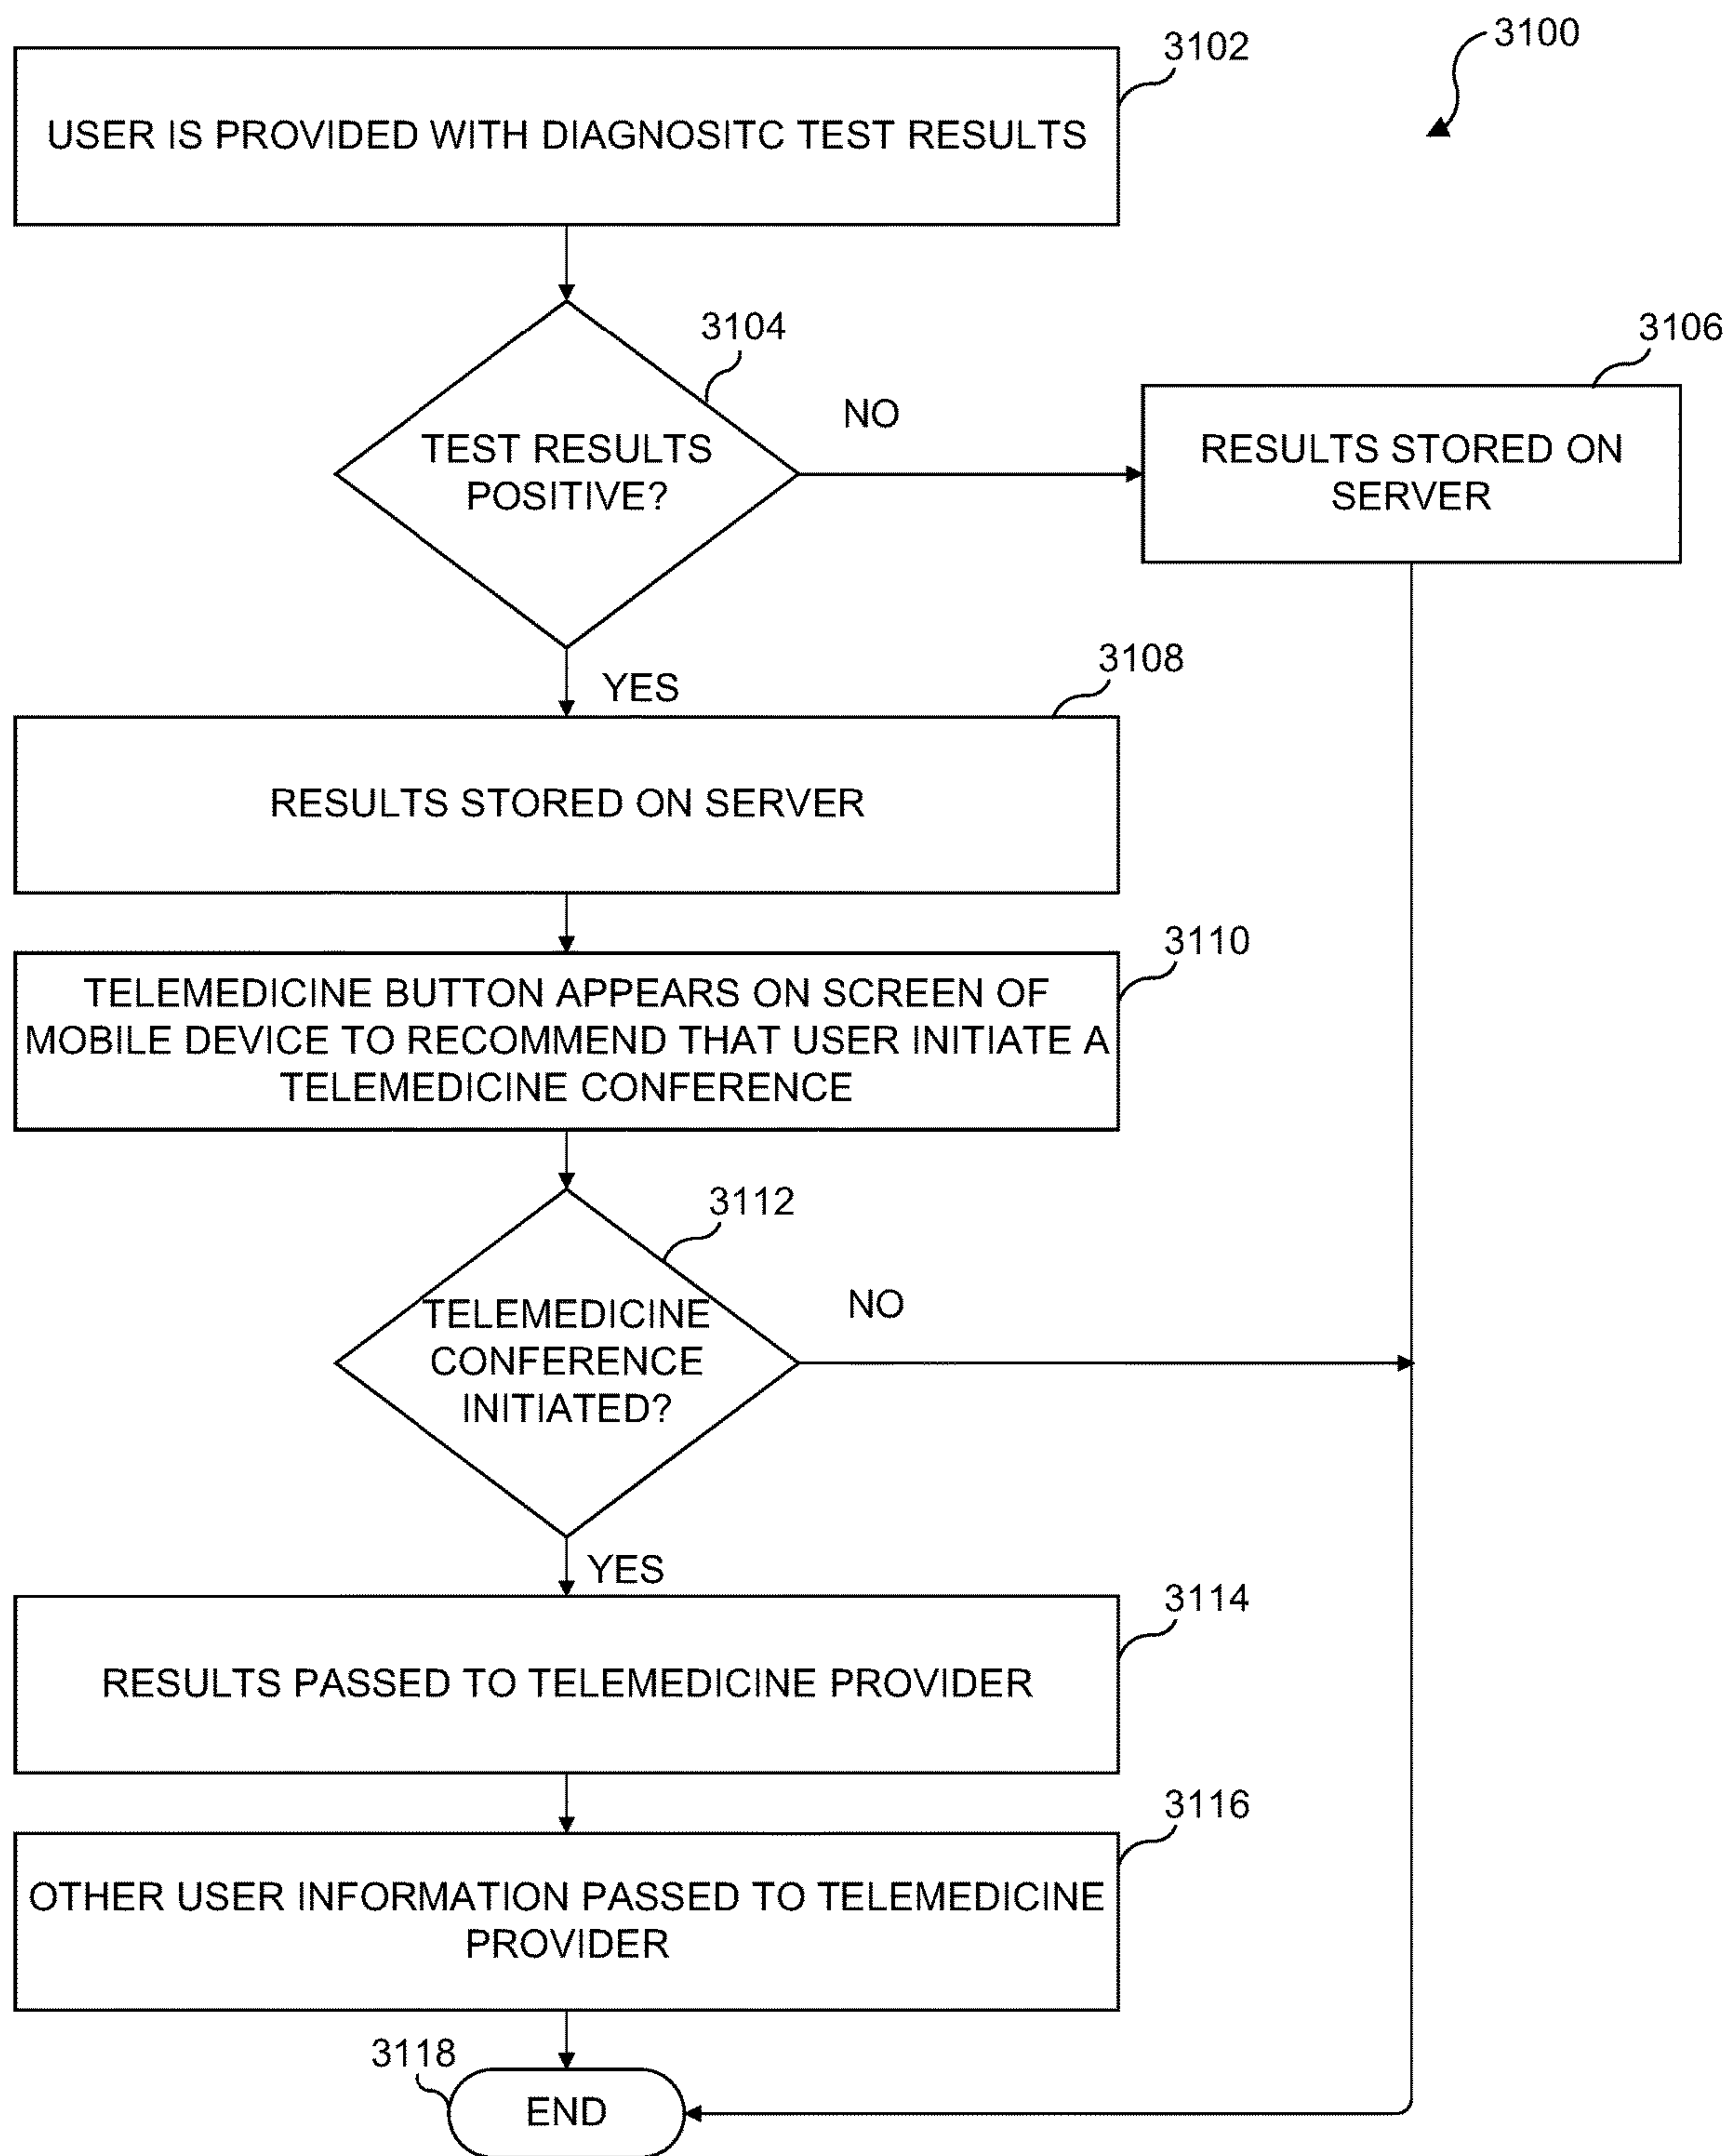 3100
3102
USER IS PROVIDED WITH DIAGNOSITC TEST RESULTS
3104
TEST RESULTS
POSITIVE?
NO
3106
RESULTS STORED ON
SERVER
YES
3108
RESULTS STORED ON SERVER
3110
TELEMEDICINE BUTTON APPEARS ON SCREEN OF
MOBILE DEVICE TO RECOMMEND THAT USER INITIATE A
TELEMEDICINE CONFERENCE
3112
TELEMEDICINE
CONFERENCE
INITIATED?
NO
YES
3114
RESULTS PASSED TO TELEMEDICINE PROVIDER
3116
OTHER USER INFORMATION PASSED TO TELEMEDICINE
PROVIDER
3118
END